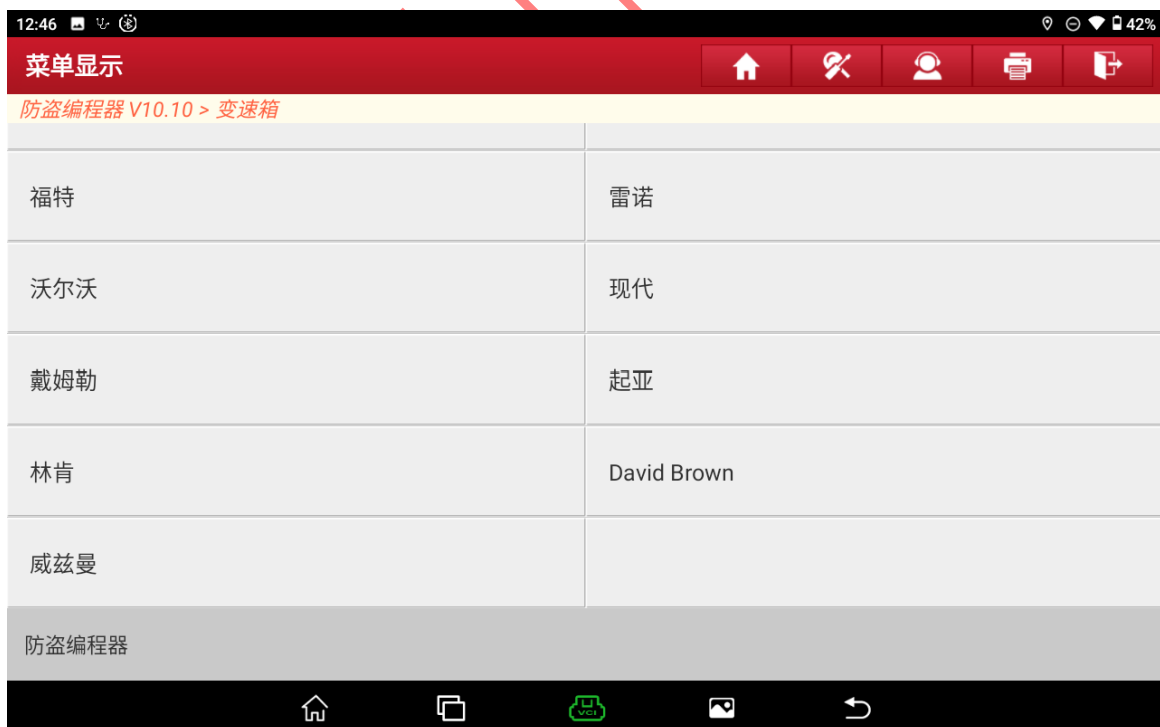 12:46 42%
菜单显示
防盗编程器 V10.10 > 变速箱
福特 雷诺
沃尔沃 现代
戴姆勒 起亚
林肯 David Brown
威兹曼
防盗编程器
VCI